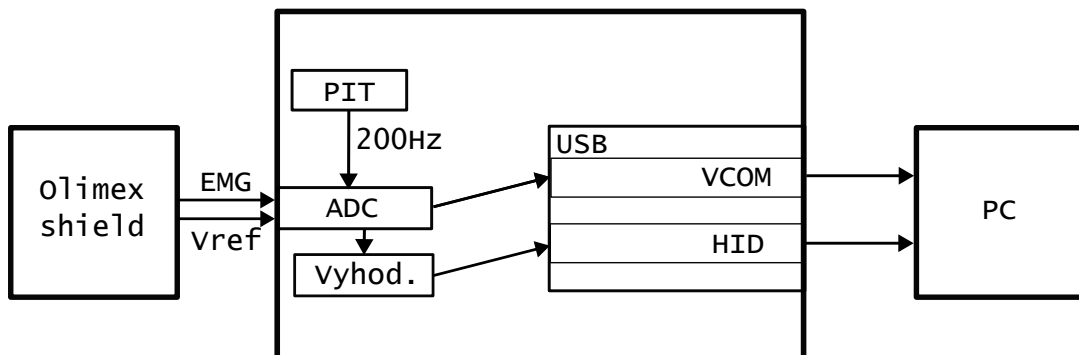 PIT
200Hz
USB
Olimex
shield
EMG
Vref
ADC
VCOM
PC
Vyhod.
HID